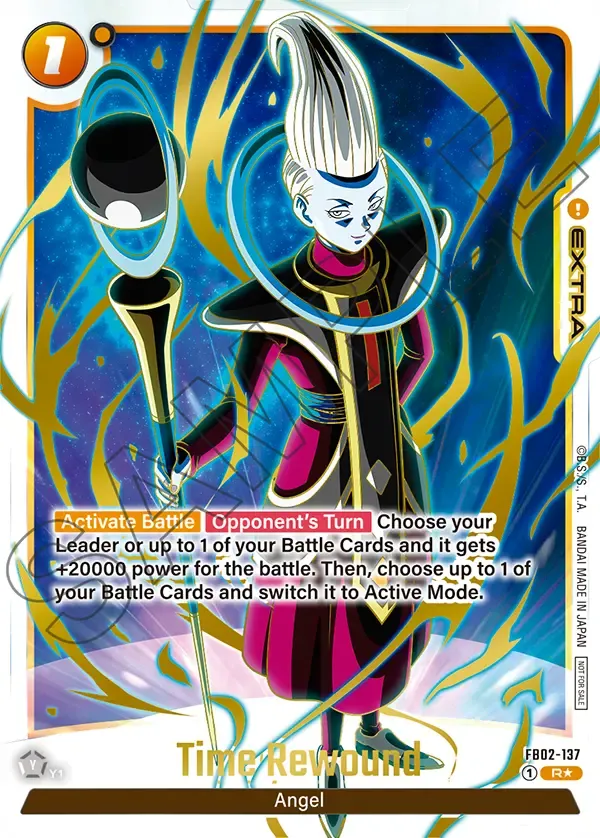 1
! EXTRA
SAMPLE
Activate Battle Opponent's Turn Choose your
Leader or up to 1 of your Battle Cards and it gets
+20000 power for the battle. Then, choose up to 1 of
your Battle Cards and switch it to Active Mode.
©B.S./S., T.A. BANDAI MADE IN JAPAN
NOT FOR SALE
Time Rewound
FB02-137
Y Y1
1 R★
Angel